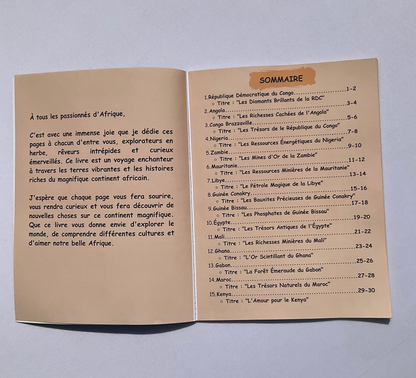 À tous les passionnés d'Afrique,
C'est avec une immense joie que je dédie ces
pages à chacun d'entre vous, explorateurs en
herbe, rêveurs intrépides et curieux
émerveillés. Ce livre est un voyage enchanteur
à travers les terres vibrantes et les histoires
riches du magnifique continent africain.
J'espère que chaque page vous fera sourire,
vous rendra curieux et vous fera découvrir de
nouvelles choses sur ce continent magnifique.
Que ce livre vous donne envie d'explorer le
monde, de comprendre différentes cultures et
d'aimer notre belle Afrique.
SOMMAIRE
1.République Démocratique du Congo........................1-2
○ Titre : "Les Diamants Brillants de la RDC"
2.Angola........................3-4
○ Titre : "Les Richesses Cachées de l'Angola"
3.Congo Brazzaville........................5-6
○ Titre : "Les Trésors de la République du Congo"
4.Nigeria........................7-8
○ Titre : "Les Ressources Énergétiques du Nigeria"
5.Zambie........................9-10
○ Titre : "Les Mines d'Or de la Zambie"
6.Mauritanie........................11-12
○ Titre : "Les Ressources Minières de la Mauritanie"
7.Libye........................13-14
○ Titre : "Le Pétrole Magique de la Libye"
8.Guinée Conakry........................15-16
○ Titre : "Les Bauxites Précieuses de Guinée Conakry"
9.Guinée Bissau........................17-18
○ Titre : "Les Phosphates de Guinée Bissau"
10.Égypte........................19-20
○ Titre : "Les Trésors Antiques de l'Égypte"
11.Mali........................21-22
○ Titre : "Les Richesses Minières du Mali"
12.Ghana........................23-24
○ Titre : "L'Or Scintillant du Ghana"
13.Gabon........................25-26
○ Titre : "La Forêt Émeraude du Gabon"
14.Maroc........................27-28
○ Titre : "Les Trésors Naturels du Maroc"
15.Kenya........................29-30
○ Titre : "L'Amour pour le Kenya"